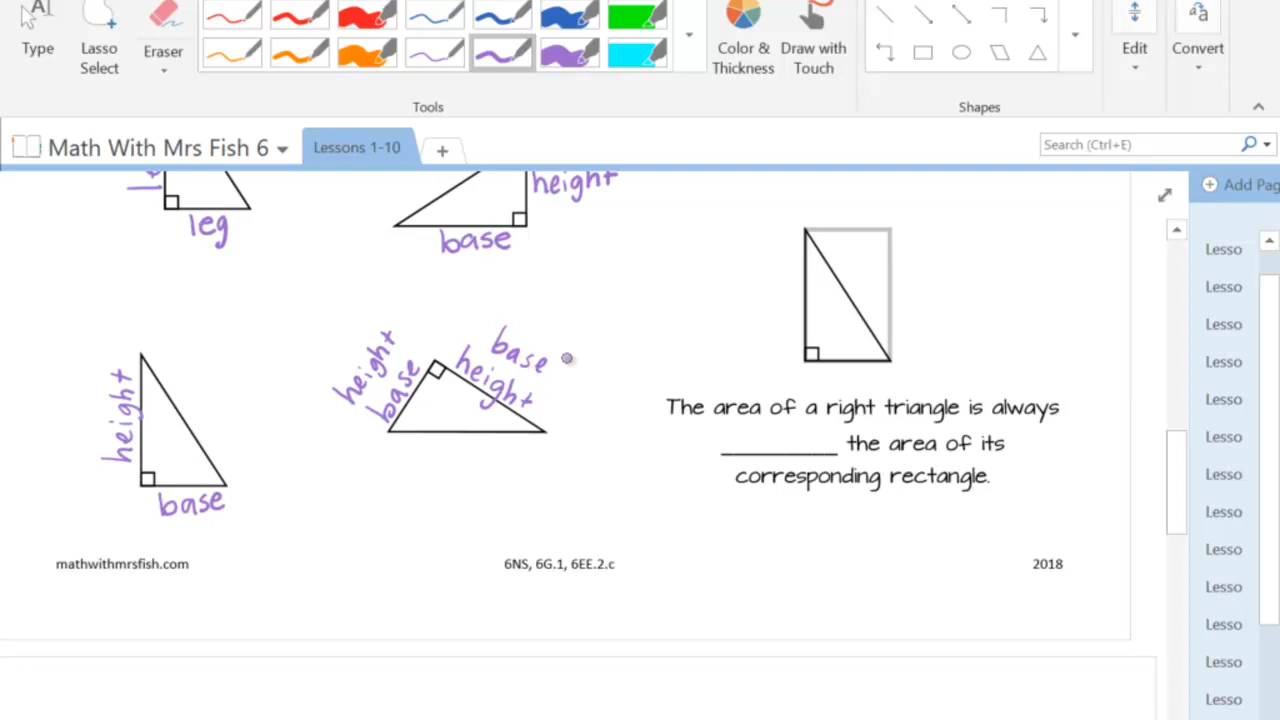 Type
Lasso
Select
Eraser
Color &
Thickness
Draw with
Touch
Edit
Convert
Tools
Shapes
Math With Mrs Fish 6
Lessons 1-10
+
Search (Ctrl+E)
Add Pag
leg
height
base
height
base
height
base
base
height
The area of a right triangle is always
__________ the area of its
corresponding rectangle.
mathwithmrsfish.com
6NS, 6G.1, 6EE.2.c
2018
Lesso
Lesso
Lesso
Lesso
Lesso
Lesso
Lesso
Lesso
Lesso
Lesso
Lesso
Lesso
Lesso